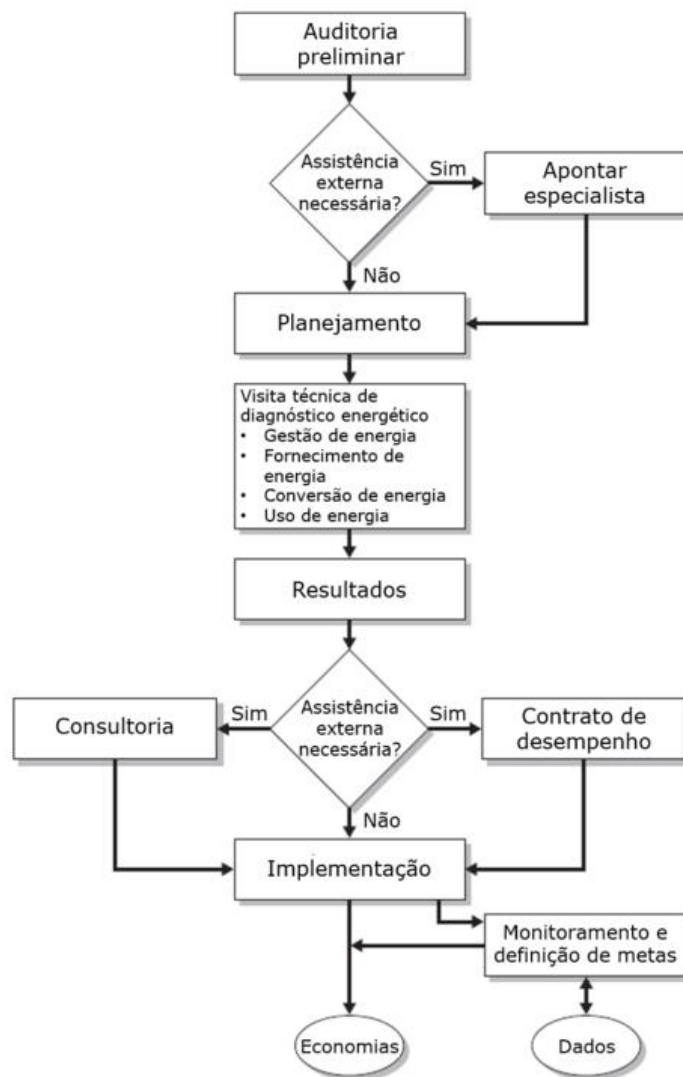 Auditoria
preliminar
Assistência
externa
necessária?
Sim
Apontar
especialista
Não
Planejamento
Visita técnica de
diagnóstico energético
• Gestão de energia
• Fornecimento de
energia
• Conversão de energia
• Uso de energia
Resultados
Consultoria
Sim
Assistência
externa
necessária?
Sim
Contrato de
desempenho
Não
Implementação
Monitoramento e
definição de metas
Economias
Dados